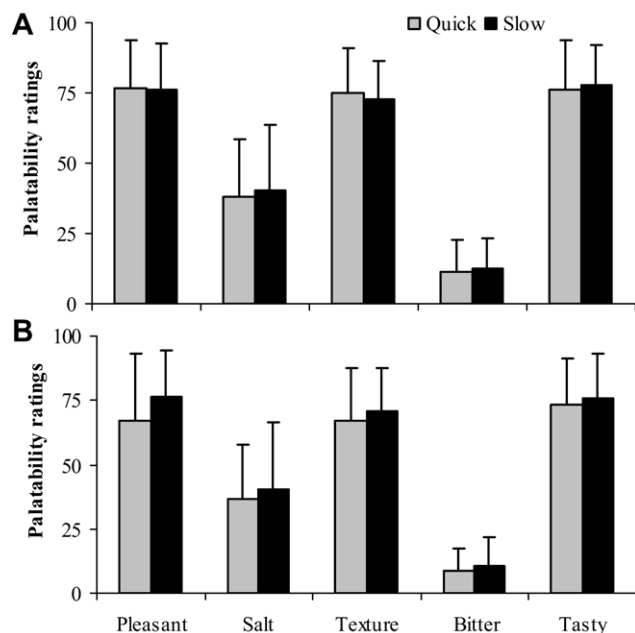 A
Quick Slow
Palatability ratings
100
75
50
25
0
B
Palatability ratings
100
75
50
25
0
Pleasant Salt Texture Bitter Tasty